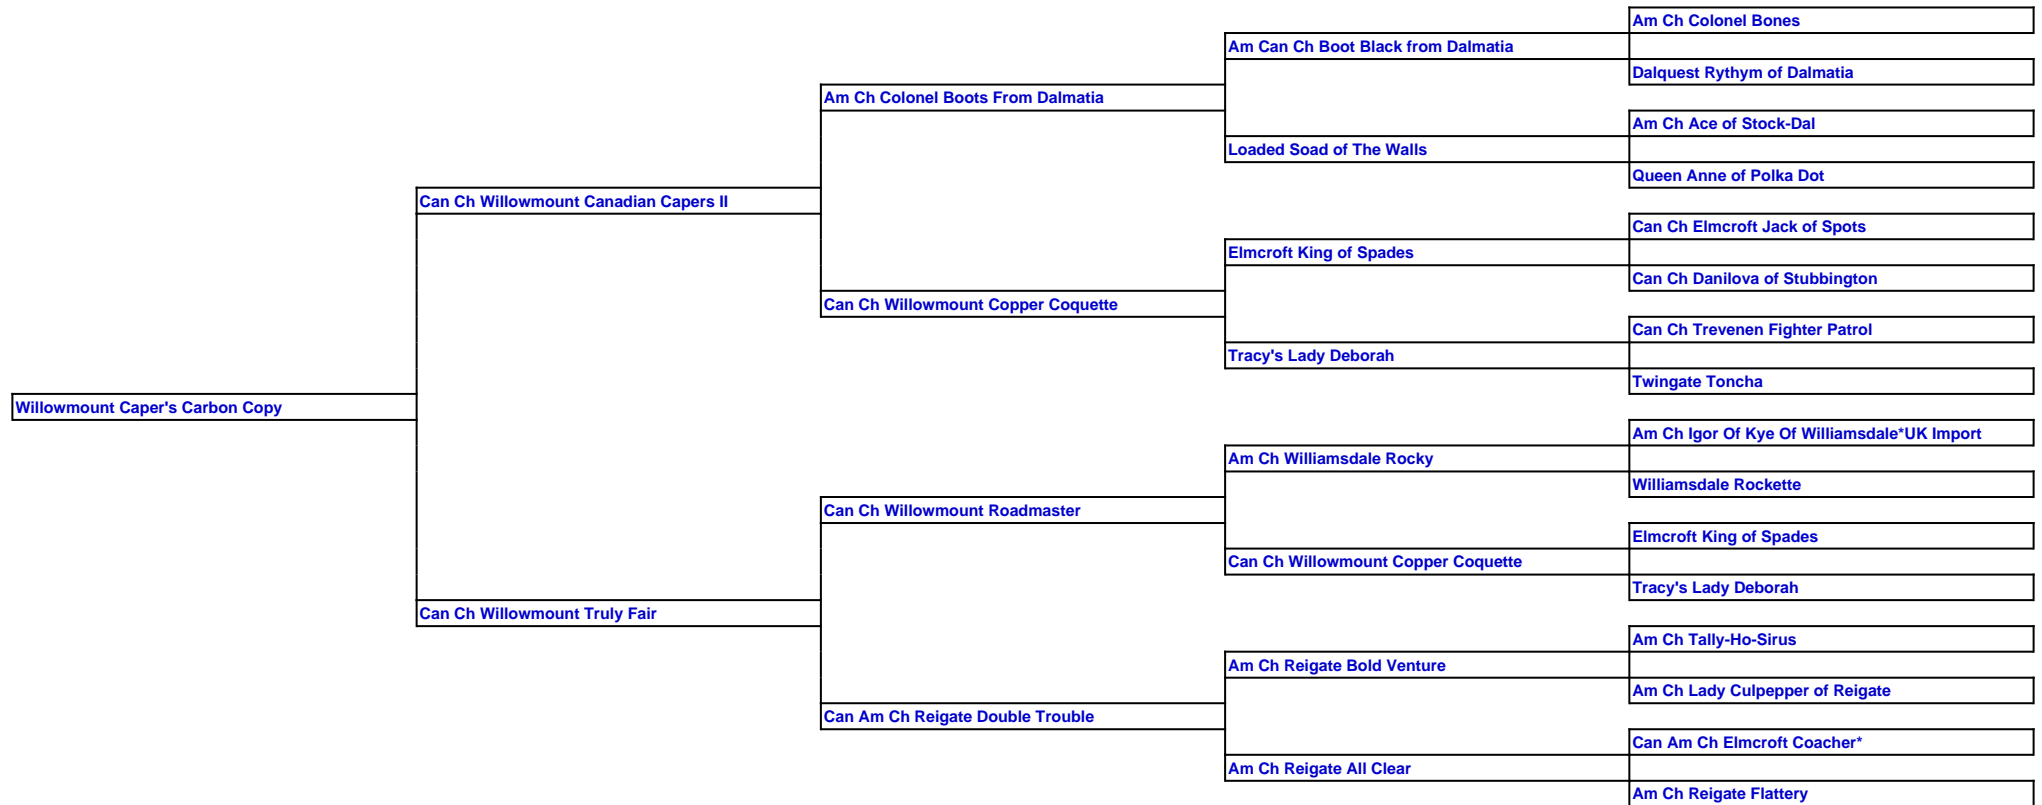 Am Ch Colonel Bones
Am Can Ch Boot Black from Dalmatia
Dalquest Rythym of Dalmatia
Am Ch Colonel Boots From Dalmatia
Am Ch Ace of Stock-Dal
Loaded Soad of The Walls
Queen Anne of Polka Dot
Can Ch Willowmount Canadian Capers II
Can Ch Elmcroft Jack of Spots
Elmcroft King of Spades
Can Ch Danilova of Stubbington
Can Ch Willowmount Copper Coquette
Can Ch Trevenen Fighter Patrol
Tracy's Lady Deborah
Twingate Toncha
Willowmount Caper's Carbon Copy
Am Ch Igor Of Kye Of Williamsdale*UK Import
Am Ch Williamsdale Rocky
Williamsdale Rockette
Can Ch Willowmount Roadmaster
Elmcroft King of Spades
Can Ch Willowmount Copper Coquette
Tracy's Lady Deborah
Can Ch Willowmount Truly Fair
Am Ch Tally-Ho-Sirus
Am Ch Reigate Bold Venture
Am Ch Lady Culpepper of Reigate
Can Am Ch Reigate Double Trouble
Can Am Ch Elmcroft Coacher*
Am Ch Reigate All Clear
Am Ch Reigate Flattery